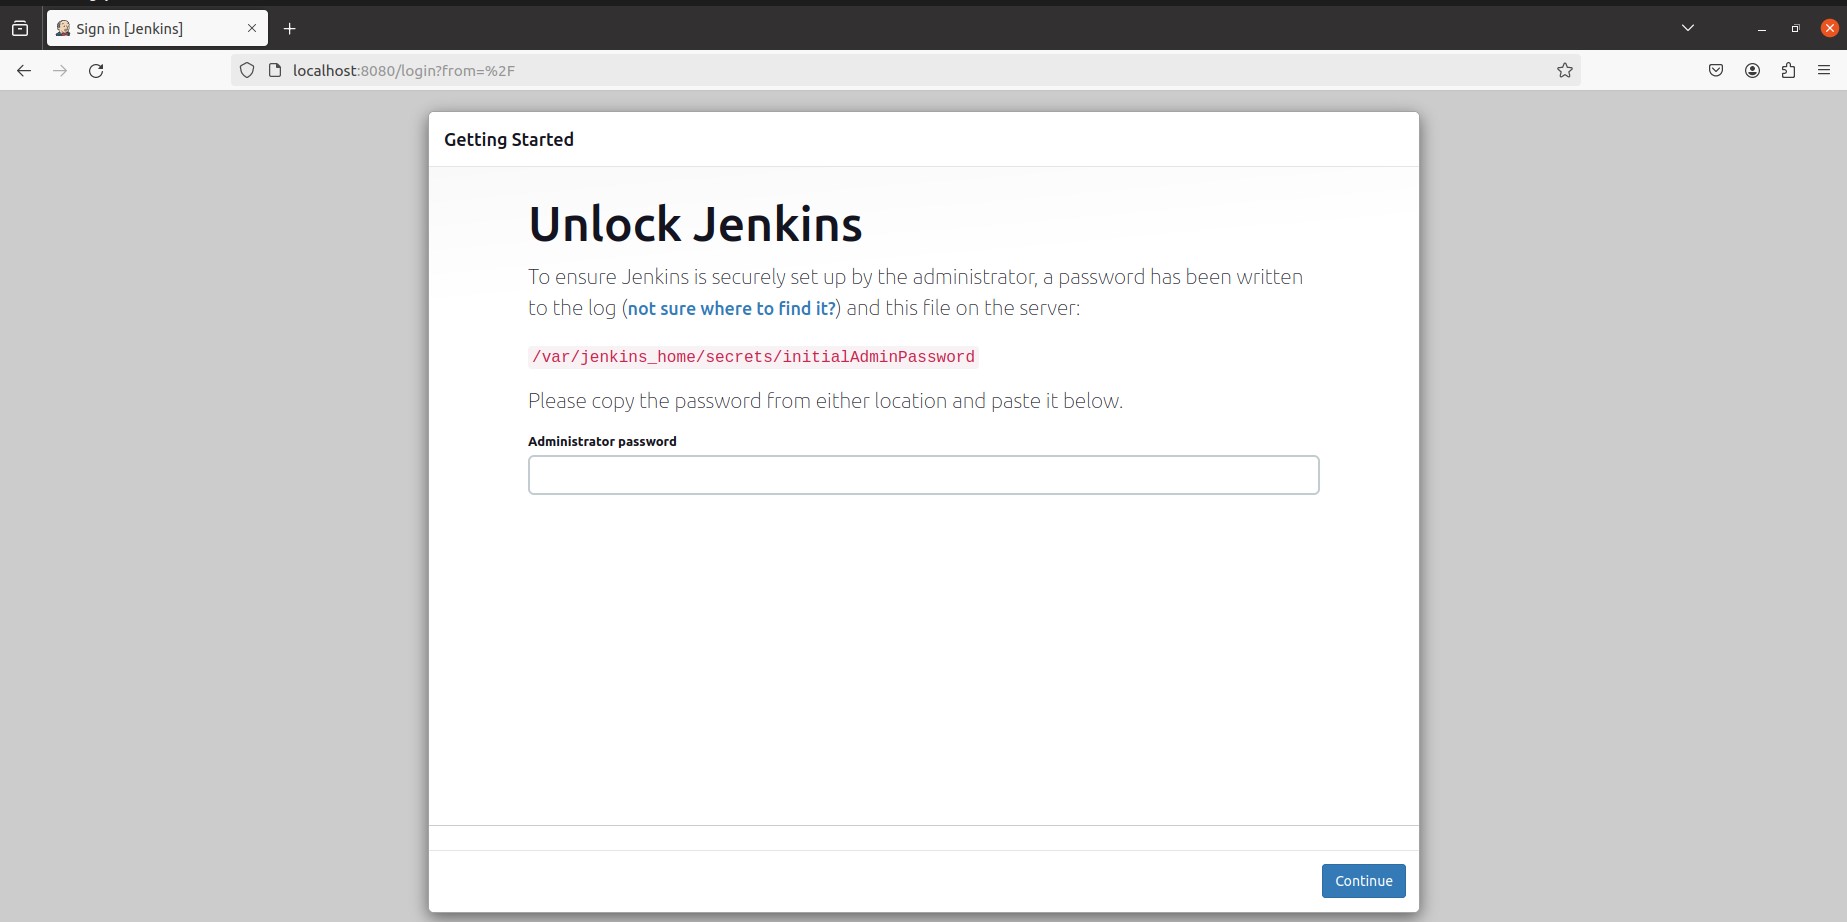 Sign in [Jenkins]
localhost:8080/login?from=%2F
Getting Started
Unlock Jenkins
To ensure Jenkins is securely set up by the administrator, a password has been written
to the log (not sure where to find it?) and this file on the server:
/var/jenkins_home/secrets/initialAdminPassword
Please copy the password from either location and paste it below.
Administrator password
Continue